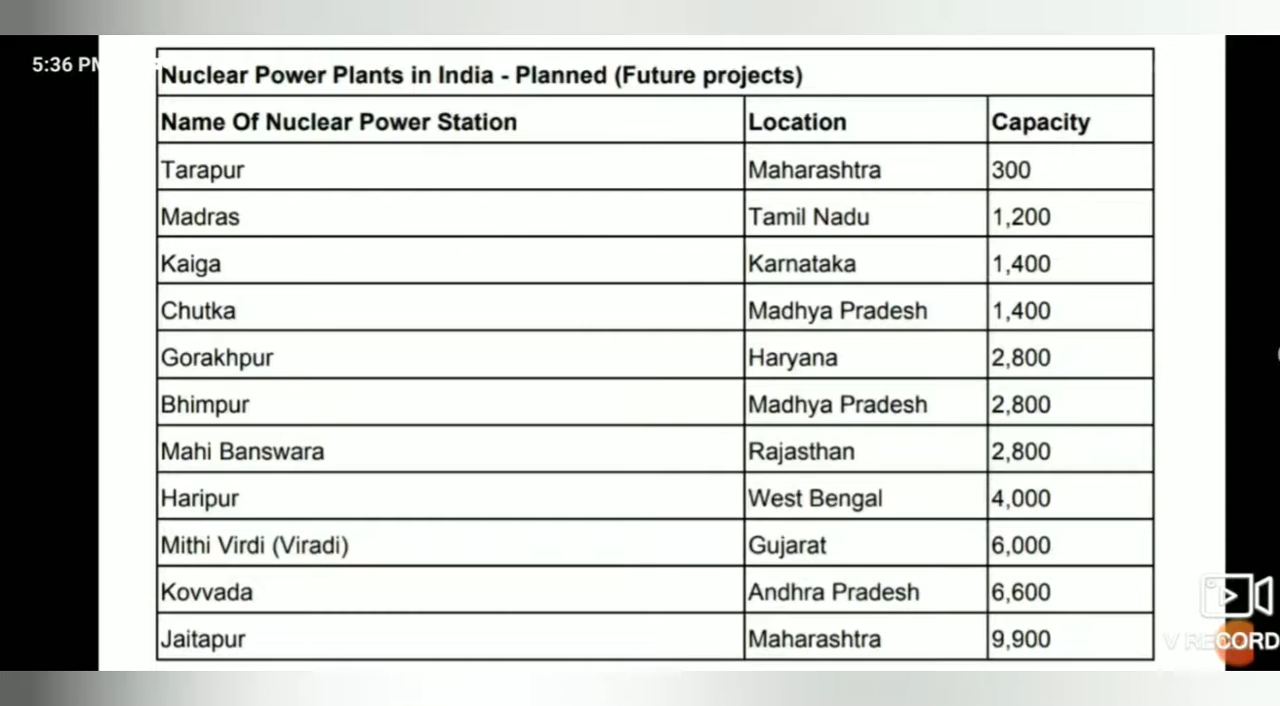 5:36 PM
Nuclear Power Plants in India - Planned (Future projects)
Name Of Nuclear Power Station Location Capacity
Tarapur Maharashtra 300
Madras Tamil Nadu 1,200
Kaiga Karnataka 1,400
Chutka Madhya Pradesh 1,400
Gorakhpur Haryana 2,800
Bhimpur Madhya Pradesh 2,800
Mahi Banswara Rajasthan 2,800
Haripur West Bengal 4,000
Mithi Virdi (Viradi) Gujarat 6,000
Kovvada Andhra Pradesh 6,600
Jaitapur Maharashtra 9,900
V RECORD